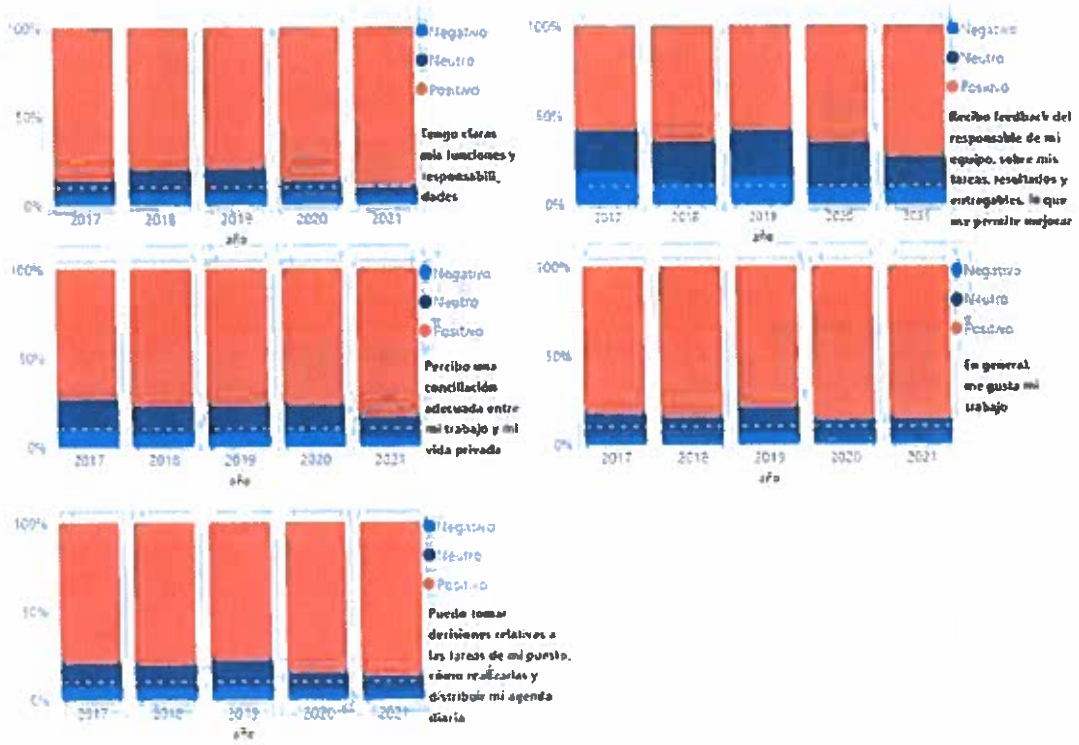 100%
50%
0%
2017 2018 2019 2020 2021
año
Negativo
Neutro
Positivo
Tengo claras
mis funciones y
responsabili,
dades
100%
50%
0%
2017 2018 2019 2020 2021
año
Negativo
Neutro
Positivo
Recibo feedback del
responsable de mi
equipo, sobre mis
tareas, resultados y
entregables, lo que
me permite mejorar
100%
50%
0%
2017 2018 2019 2020 2021
año
Negativo
Neutro
Positivo
Percibo una
conciliación
adecuada entre
mi trabajo y mi
vida privada
100%
50%
0%
2017 2018 2019 2020 2021
año
Negativo
Neutro
Positivo
En general,
me gusta mi
trabajo
100%
50%
0%
2017 2018 2019 2020 2021
año
Negativo
Neutro
Positivo
Puedo tomar
decisiones relativas a
las tareas de mi puesto,
cómo realizarlas y
distribuir mi agenda
diaria